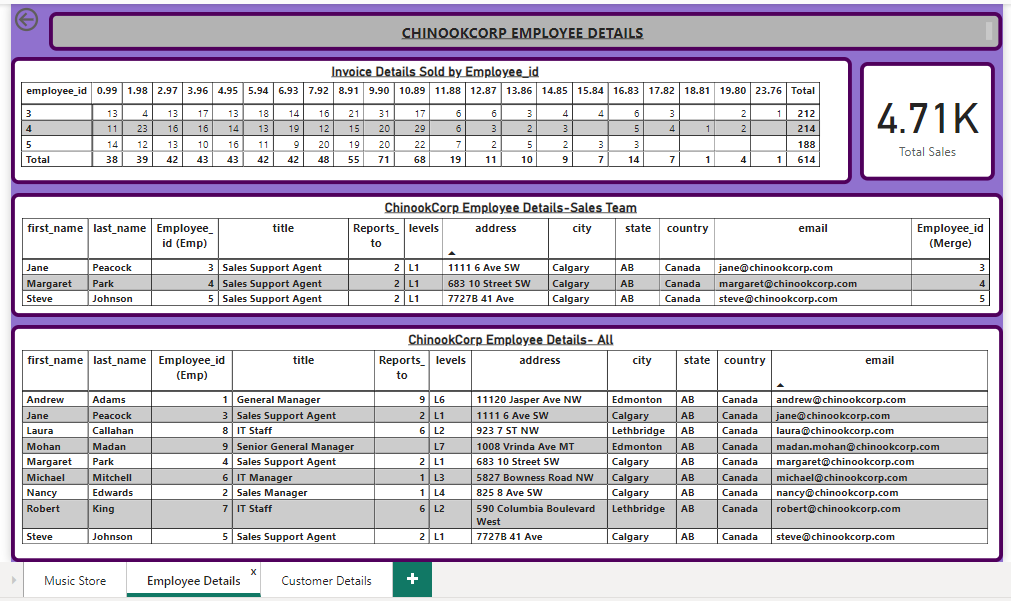 CHINOOKCORP EMPLOYEE DETAILS
Invoice Details Sold by Employee_id
employee_id 0.99 1.98 2.97 3.96 4.95 5.94 6.93 7.92 8.91 9.90 10.89 11.88 12.87 13.86 14.85 15.84 16.83 17.82 18.81 19.80 23.76 Total
3 13 4 13 17 13 18 14 16 21 31 17 6 6 3 4 4 6 3 2 1 212
4 11 23 16 16 14 13 19 12 15 20 29 6 3 2 3 5 4 1 2 214
5 14 12 13 10 16 11 9 20 19 20 22 7 2 5 2 3 3 188
Total 38 39 42 43 43 42 42 48 55 71 68 19 11 10 9 7 14 7 1 4 1 614
4.71K
Total Sales
ChinookCorp Employee Details-Sales Team
first_name last_name Employee_ title Reports_ levels address city state country email Employee_id
id (Emp) to (Merge)
Jane Peacock 3 Sales Support Agent 2 L1 1111 6 Ave SW Calgary AB Canada jane@chinookcorp.com 3
Margaret Park 4 Sales Support Agent 2 L1 683 10 Street SW Calgary AB Canada margaret@chinookcorp.com 4
Steve Johnson 5 Sales Support Agent 2 L1 7727B 41 Ave Calgary AB Canada steve@chinookcorp.com 5
ChinookCorp Employee Details- All
first_name last_name Employee_id title Reports_ levels address city state country email
(Emp) to
Andrew Adams 1 General Manager 9 L6 11120 Jasper Ave NW Edmonton AB Canada andrew@chinookcorp.com
Jane Peacock 3 Sales Support Agent 2 L1 1111 6 Ave SW Calgary AB Canada jane@chinookcorp.com
Laura Callahan 8 IT Staff 6 L2 923 7 ST NW Lethbridge AB Canada laura@chinookcorp.com
Mohan Madan 9 Senior General Manager L7 1008 Vrinda Ave MT Edmonton AB Canada madan.mohan@chinookcorp.com
Margaret Park 4 Sales Support Agent 2 L1 683 10 Street SW Calgary AB Canada margaret@chinookcorp.com
Michael Mitchell 6 IT Manager 1 L3 5827 Bowness Road NW Calgary AB Canada michael@chinookcorp.com
Nancy Edwards 2 Sales Manager 1 L4 825 8 Ave SW Calgary AB Canada nancy@chinookcorp.com
Robert King 7 IT Staff 6 L2 590 Columbia Boulevard Lethbridge AB Canada robert@chinookcorp.com
West
Steve Johnson 5 Sales Support Agent 2 L1 7727B 41 Ave Calgary AB Canada steve@chinookcorp.com
Music Store Employee Details x Customer Details +